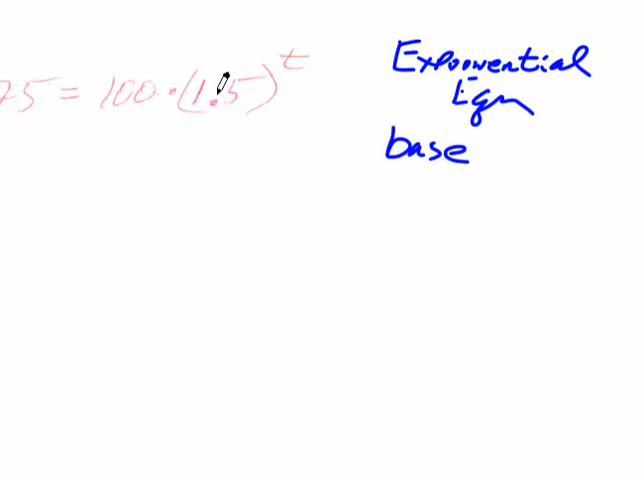 75 = 100 · (1.5)^t
Exponential
Eqn
base